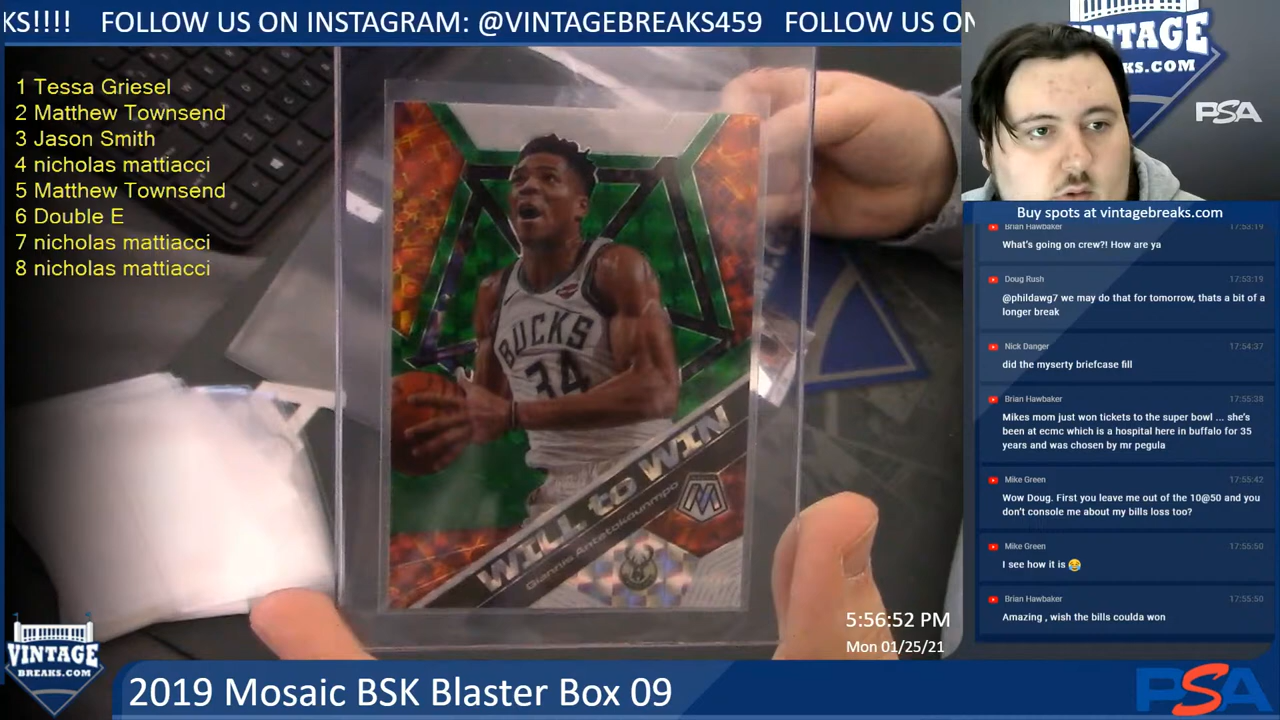 KS!!!! FOLLOW US ON INSTAGRAM: @VINTAGEBREAKS459 FOLLOW US ON
1 Tessa Griesel
2 Matthew Townsend
3 Jason Smith
4 nicholas mattiacci
5 Matthew Townsend
6 Double E
7 nicholas mattiacci
8 nicholas mattiacci
BUCKS
34
WILL to WIN
Giannis Antetokounmpo
M
NTAGE
KS.COM
PSA
Buy spots at vintagebreaks.com
Brian Hawbaker 17:53:19
What's going on crew?! How are ya
Doug Rush 17:53:19
@phildawg7 we may do that for tomorrow, thats a bit of a
longer break
Nick Danger 17:54:37
did the myserty briefcase fill
Brian Hawbaker 17:55:38
Mikes mom just won tickets to the super bowl ... she's
been at ecmc which is a hospital here in buffalo for 35
years and was chosen by mr pegula
Mike Green 17:55:42
Wow Doug. First you leave me out of the 10@50 and you
don't console me about my bills loss too?
Mike Green 17:55:50
I see how it is 😂
Brian Hawbaker 17:55:50
Amazing , wish the bills coulda won
5:56:52 PM
Mon 01/25/21
VINTAGE
BREAKS.COM
2019 Mosaic BSK Blaster Box 09
PSA